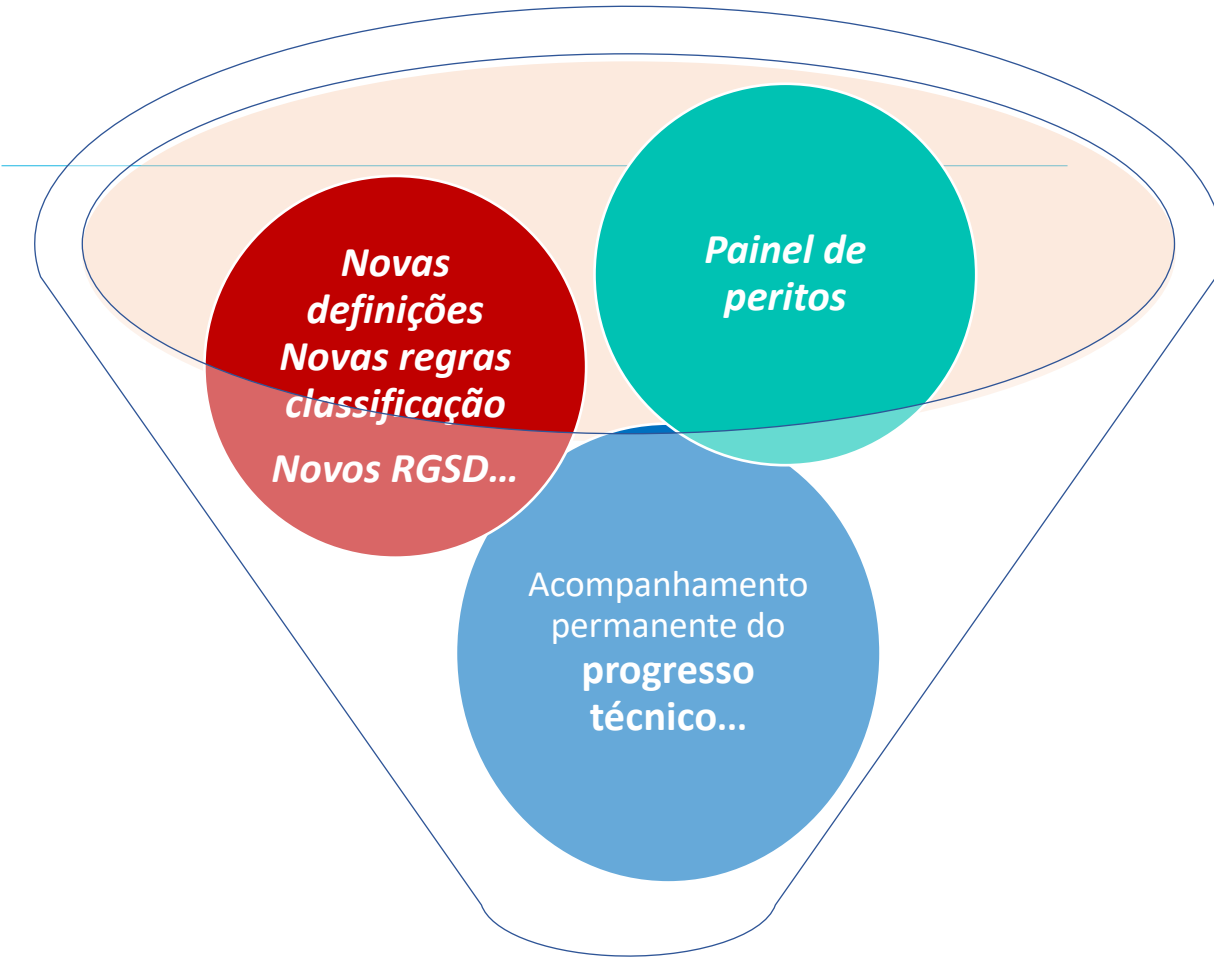 Novas
definições
Novas regras
classificação
Novos RGSD…
Painel de
peritos
Acompanhamento
permanente do
progresso
técnico…